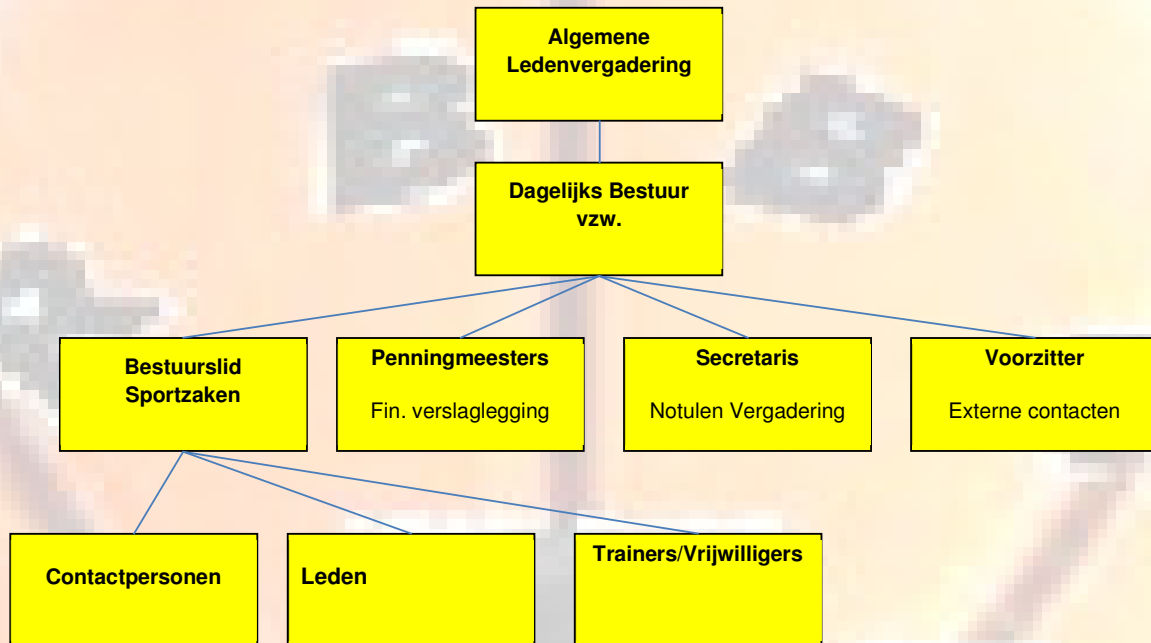 Algemene
Ledenvergadering
Dagelijks Bestuur
vzw.
Bestuurslid
Sportzaken
Penningmeesters
Fin. verslaglegging
Secretaris
Notulen Vergadering
Voorzitter
Externe contacten
Contactpersonen
Leden
Trainers/Vrijwilligers